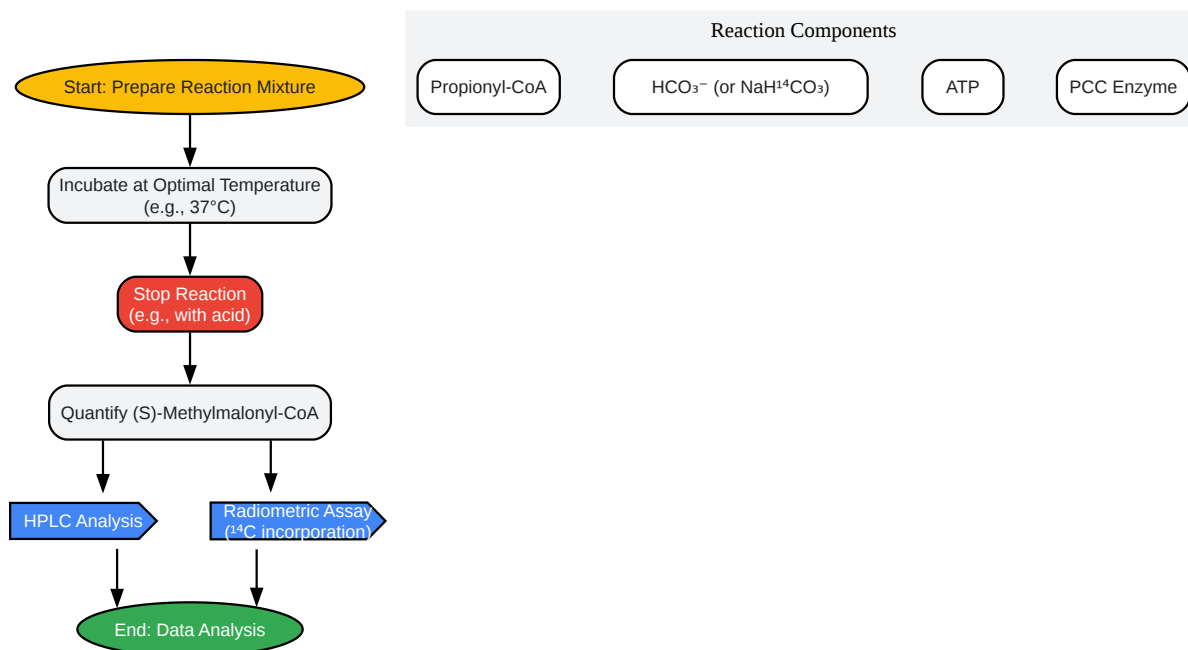 Reaction Components
Start: Prepare Reaction Mixture
Propionyl-CoA
HCO₃⁻ (or NaH¹⁴CO₃)
ATP
PCC Enzyme
Incubate at Optimal Temperature
(e.g., 37°C)
Stop Reaction
(e.g., with acid)
Quantify (S)-Methylmalonyl-CoA
HPLC Analysis
Radiometric Assay
(¹⁴C incorporation)
End: Data Analysis